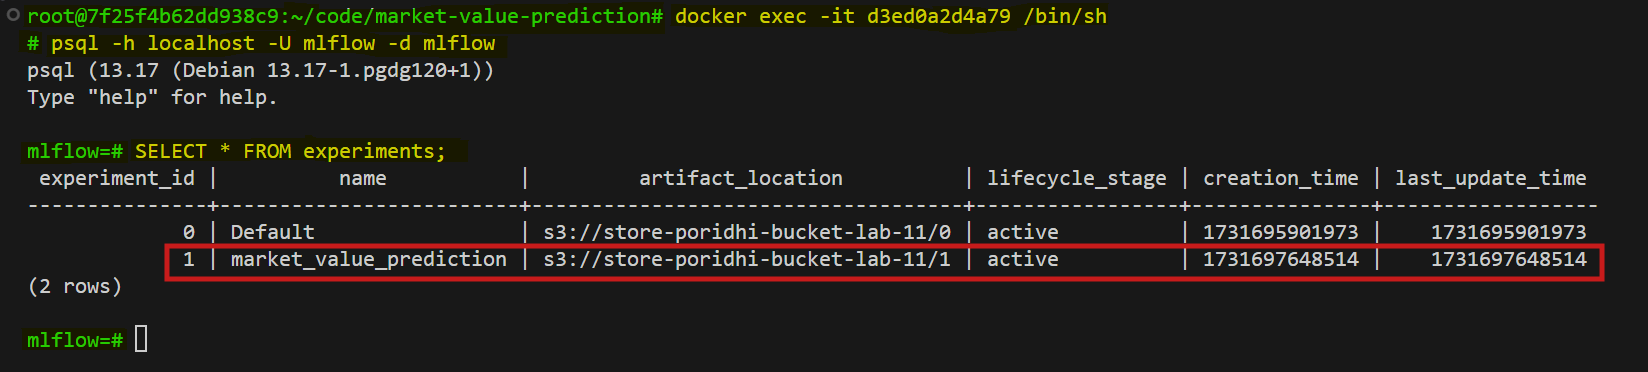 root@7f25f4b62dd938c9:~/code/market-value-prediction# docker exec -it d3ed0a2d4a79 /bin/sh
# psql -h localhost -U mlflow -d mlflow
psql (13.17 (Debian 13.17-1.pgdg120+1))
Type "help" for help.
mlflow=# SELECT * FROM experiments;
 experiment_id |          name           |         artifact_location          | lifecycle_stage | creation_time | last_update_time
---------------+-------------------------+------------------------------------+-----------------+---------------+------------------
             0 | Default                 | s3://store-poridhi-bucket-lab-11/0 | active          | 1731695901973 |    1731695901973
             1 | market_value_prediction | s3://store-poridhi-bucket-lab-11/1 | active          | 1731697648514 |    1731697648514
(2 rows)
mlflow=#